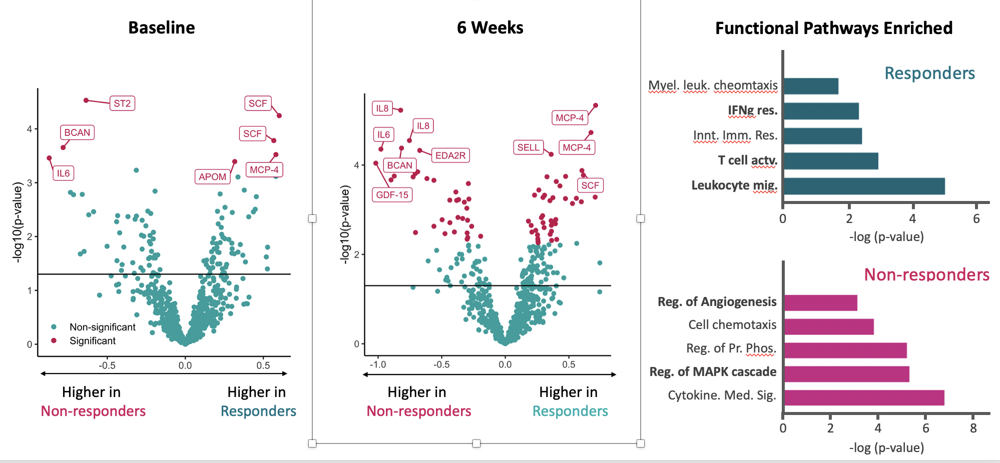 Baseline
ST2
SCF
BCAN
SCF
IL6
APOM
MCP-4
4
3
2
1
0
-log10(p-value)
Non-significant
Significant
-0.5
0.0
0.5
Higher in
Non-responders
Higher in
Responders
6 Weeks
IL8
MCP-4
IL8
IL6
SELL
MCP-4
EDA2R
BCAN
SCF
GDF-15
4
2
0
-log10(p-value)
-1.0
-0.5
0.0
0.5
Higher in
Non-responders
Higher in
Responders
Functional Pathways Enriched
Responders
Myel. leuk. cheomtaxis
IFNg res.
Innt. Imm. Res.
T cell actv.
Leukocyte mig.
0
2
4
6
-log (p-value)
Non-responders
Reg. of Angiogenesis
Cell chemotaxis
Reg. of Pr. Phos.
Reg. of MAPK cascade
Cytokine. Med. Sig.
0
2
4
6
8
-log (p-value)